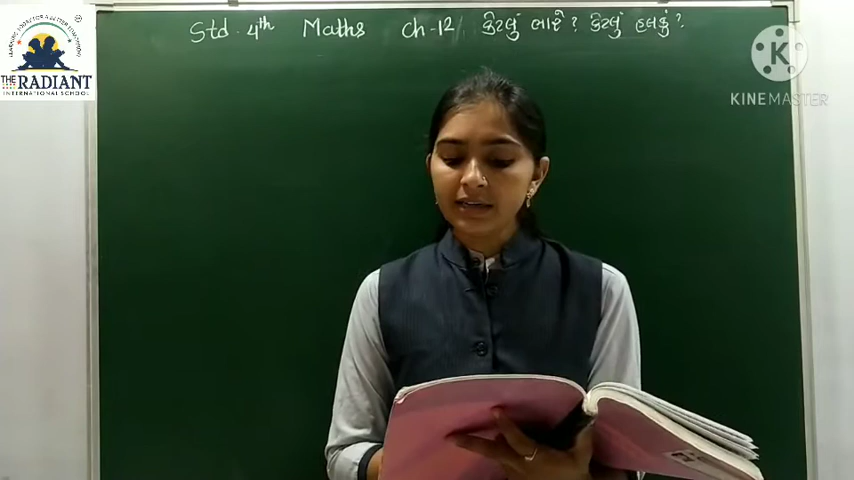 Std. 4th Maths Ch-12 કેટલું ભારે? કેટલું હલકું?
THE RADIANT
INTERNATIONAL SCHOOL
KINEMASTER